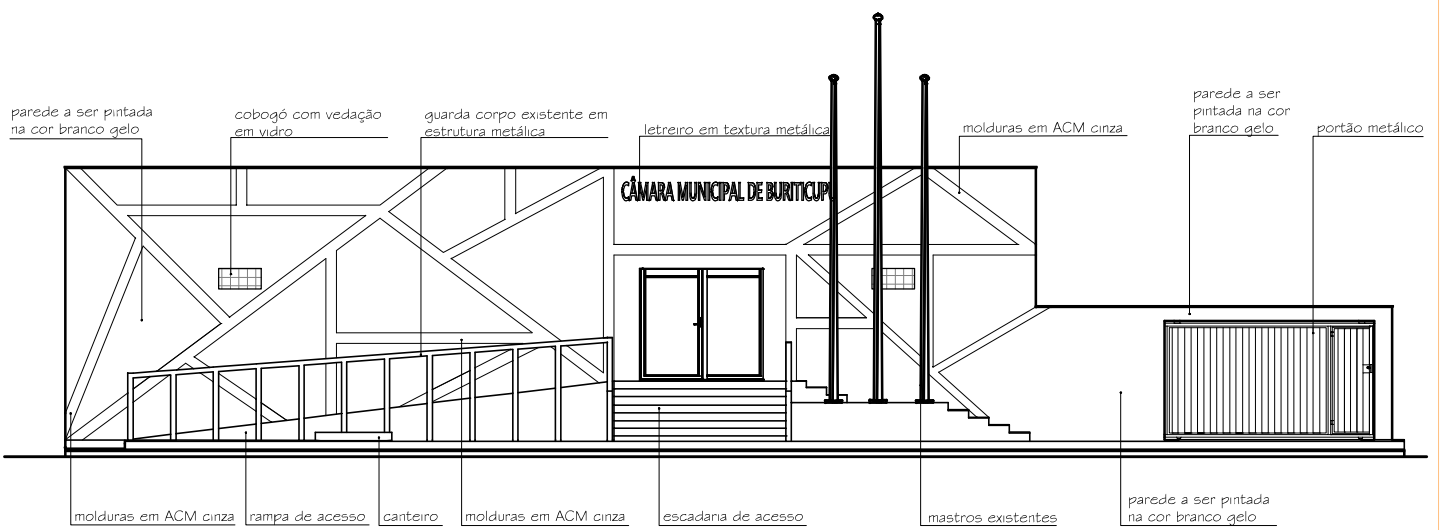 parede a ser pintada
na cor branco gelo
cobogó com vedação
em vidro
guarda corpo existente em
estrutura metálica
letreiro em textura metálica
molduras em ACM cinza
parede a ser
pintada na cor
branco gelo
portão metálico
CÂMARA MUNICIPAL DE BURITICUPU
molduras em ACM cinza
rampa de acesso
canteiro
molduras em ACM cinza
escadaria de acesso
mastros existentes
parede a ser pintada
na cor branco gelo